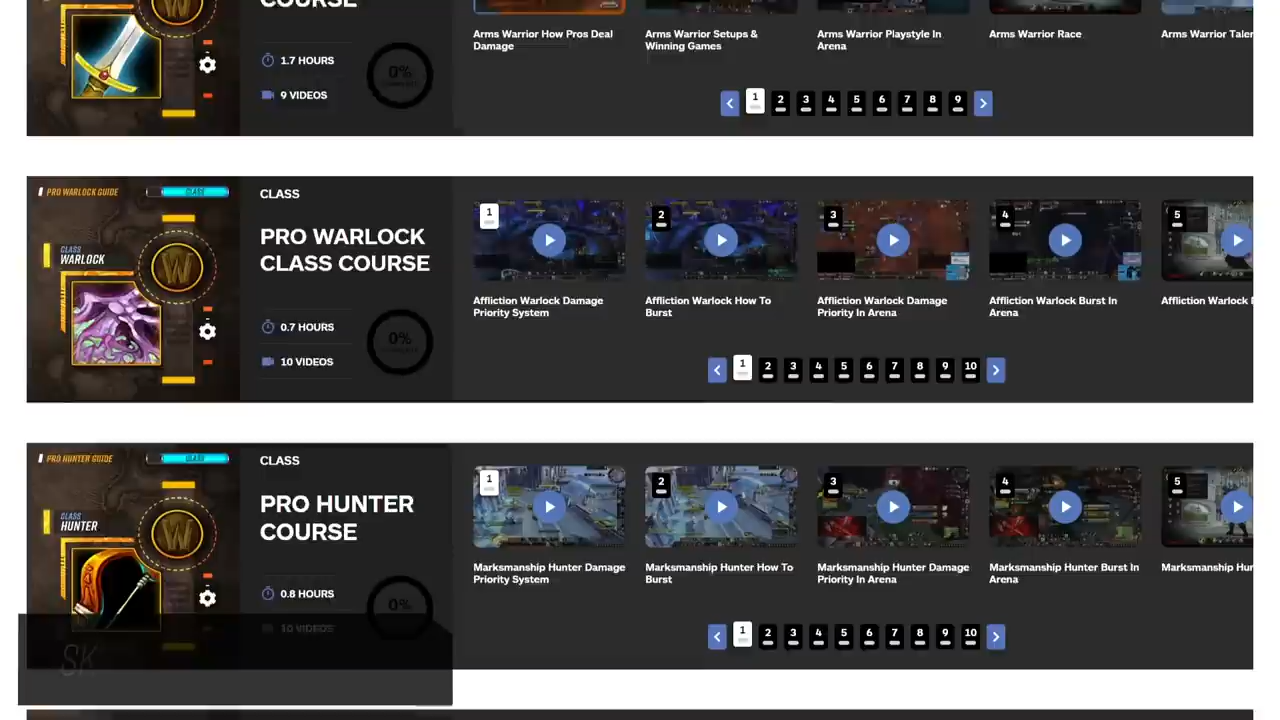 COURSE
1.7 HOURS
9 VIDEOS
0%
Arms Warrior How Pros Deal
Damage
Arms Warrior Setups &
Winning Games
Arms Warrior Playstyle In
Arena
Arms Warrior Race
Arms Warrior Taler
1 2 3 4 5 6 7 8 9
PRO WARLOCK GUIDE
CLASS
CLASS
WARLOCK
W
CLASS
PRO WARLOCK
CLASS COURSE
0.7 HOURS
10 VIDEOS
0%
1
2
3
4
5
Affliction Warlock Damage
Priority System
Affliction Warlock How To
Burst
Affliction Warlock Damage
Priority In Arena
Affliction Warlock Burst In
Arena
Affliction Warlock
1 2 3 4 5 6 7 8 9 10
PRO HUNTER GUIDE
CLASS
CLASS
HUNTER
W
CLASS
PRO HUNTER
COURSE
0.8 HOURS
10 VIDEOS
0%
1
2
3
4
5
Marksmanship Hunter Damage
Priority System
Marksmanship Hunter How To
Burst
Marksmanship Hunter Damage
Priority In Arena
Marksmanship Hunter Burst In
Arena
Marksmanship Hur
1 2 3 4 5 6 7 8 9 10
SK